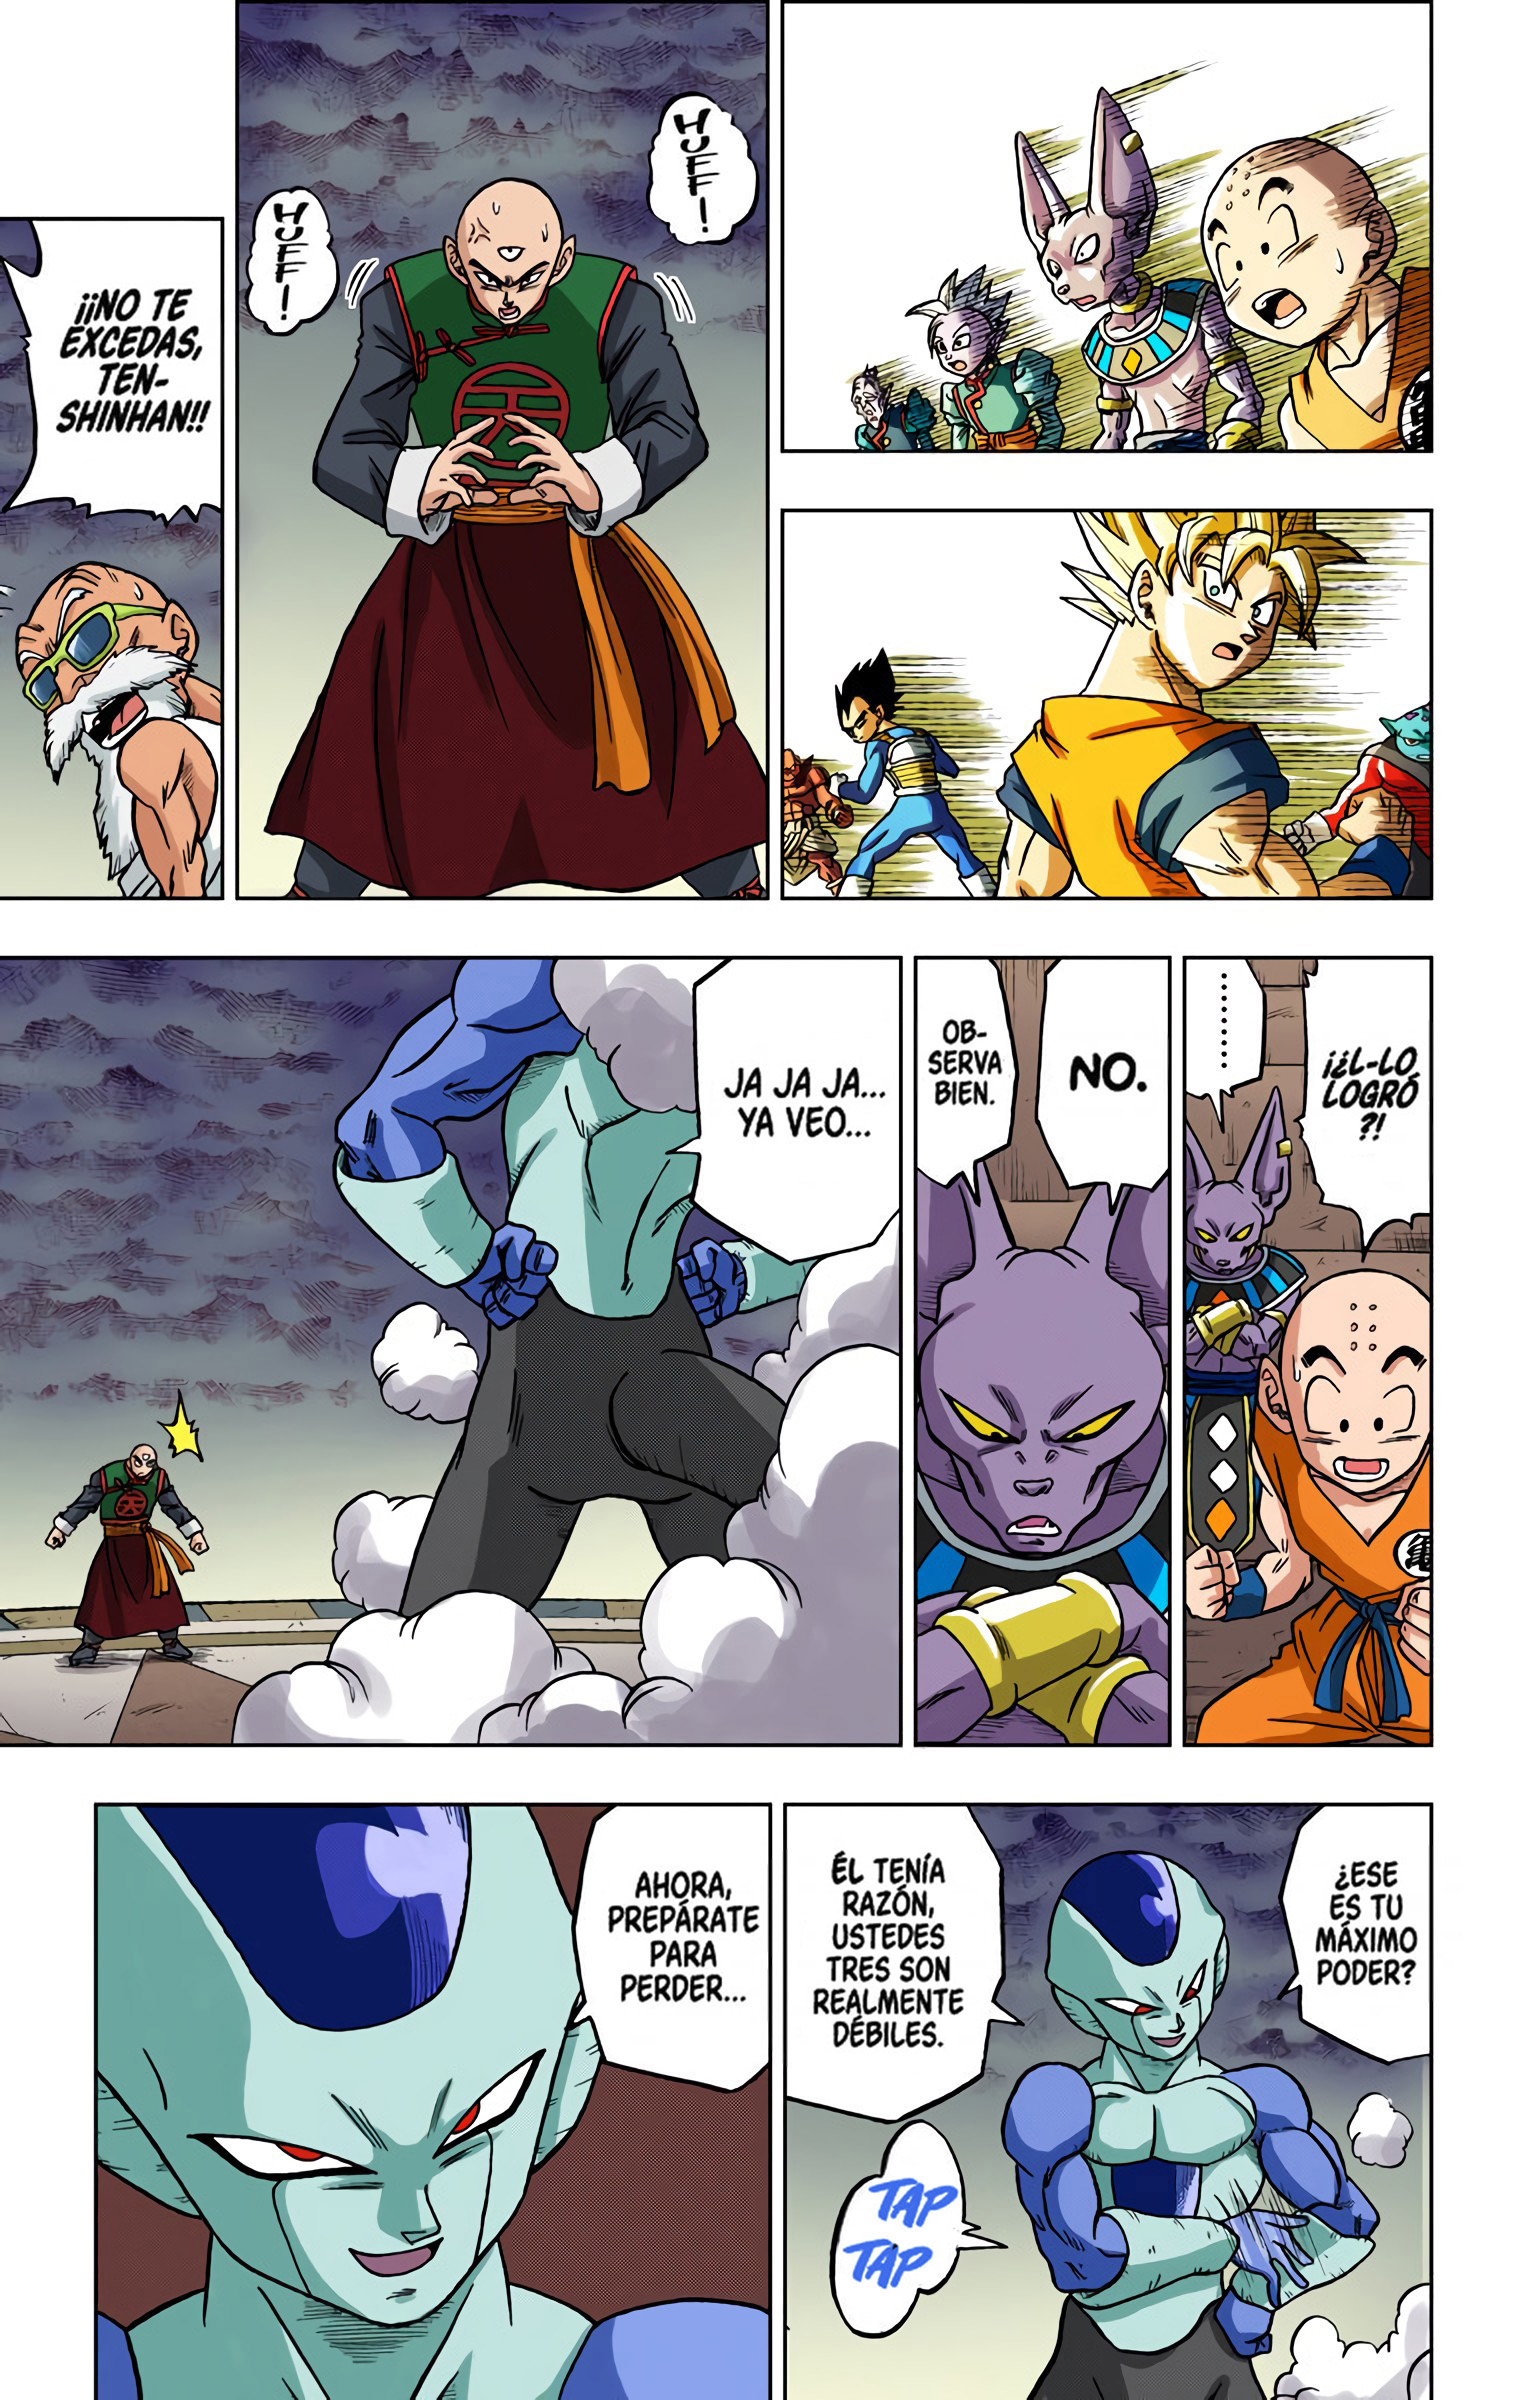 HUFF!
HUFF!
¡¡NO TE
EXCEDAS,
TEN-
SHINHAN!!
¡¿L-LO
LOGRÓ
?!
........
NO.
OB-
SERVA
BIEN.
JA JA JA...
YA VEO...
¿ESE
ES TU
MÁXIMO
PODER?
ÉL TENÍA
RAZÓN,
USTEDES
TRES SON
REALMENTE
DÉBILES.
TAP
TAP
AHORA,
PREPÁRATE
PARA
PERDER...